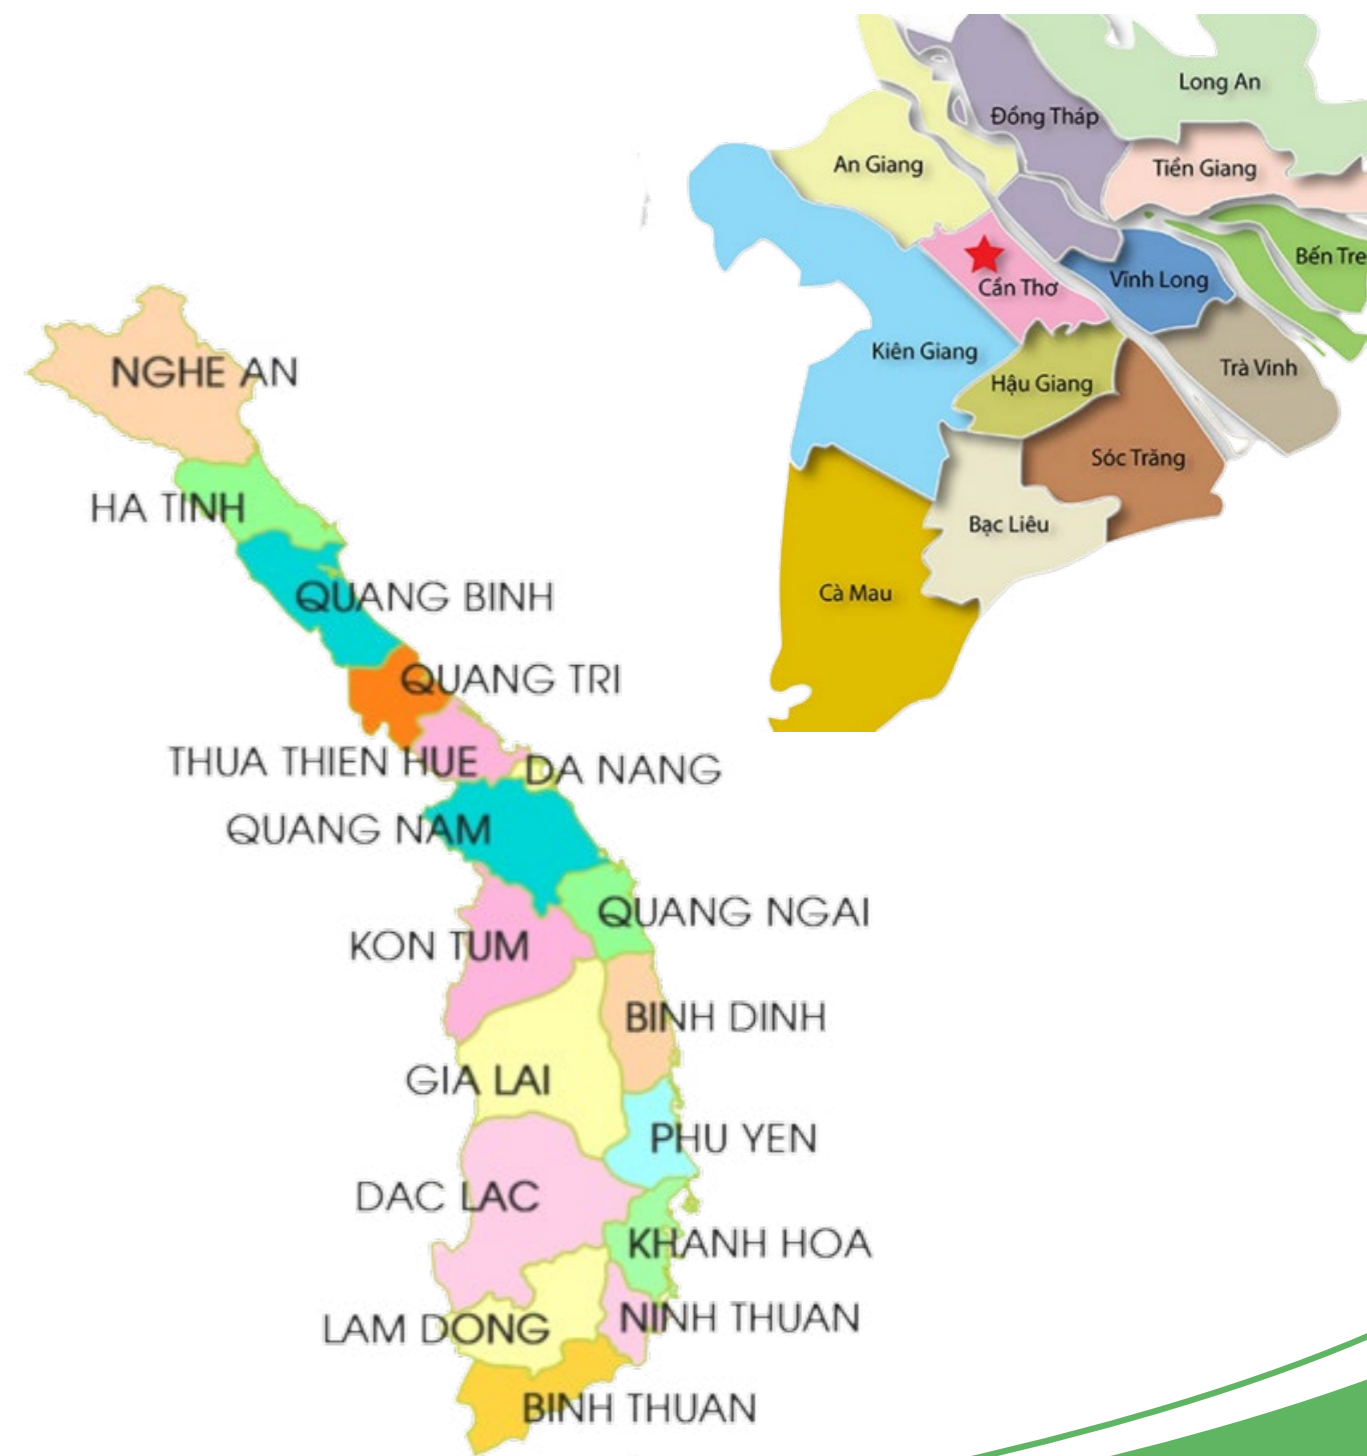 Long An
Đồng Tháp
An Giang
Tiền Giang
Bến Tre
Cần Thơ
Vĩnh Long
Kiên Giang
Hậu Giang
Trà Vinh
Sóc Trăng
Bạc Liêu
Cà Mau
NGHE AN
HA TINH
QUANG BINH
QUANG TRI
THUA THIEN HUE
DA NANG
QUANG NAM
QUANG NGAI
KON TUM
BINH DINH
GIA LAI
PHU YEN
DAC LAC
KHANH HOA
LAM DONG
NINH THUAN
BINH THUAN